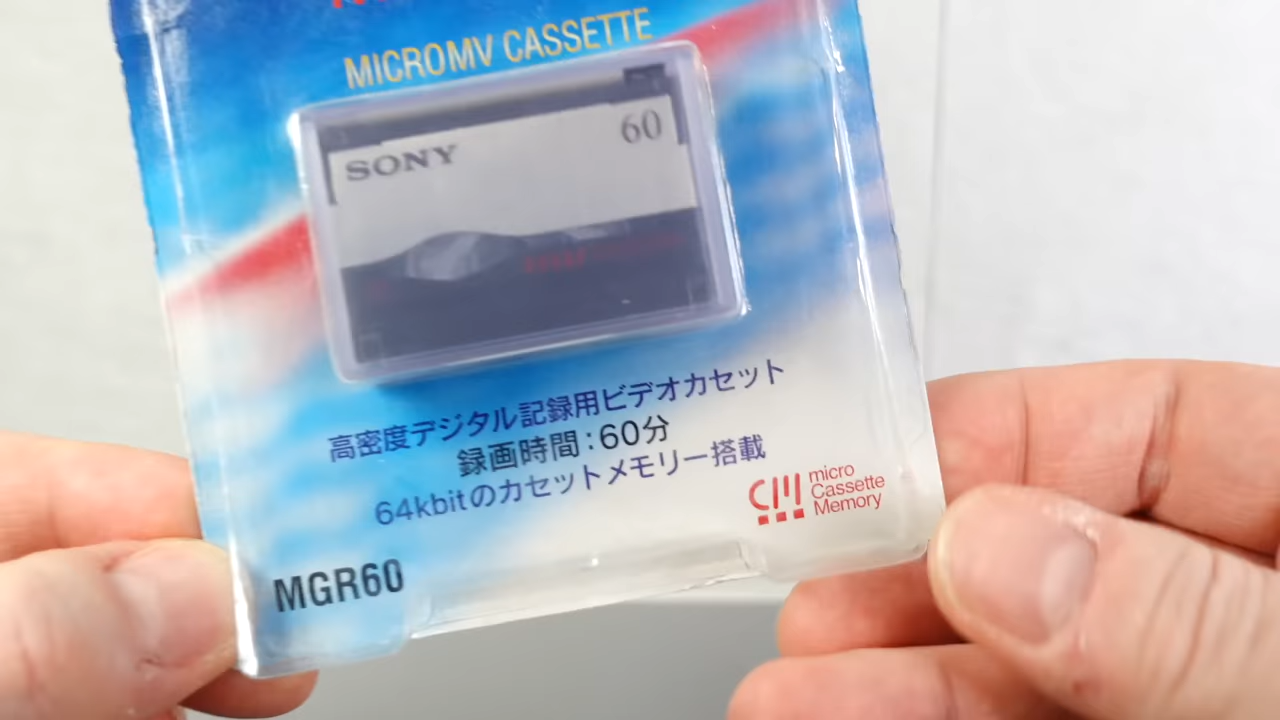 MICROMV CASSETTE
SONY
60
高密度デジタル記録用ビデオカセット
録画時間:60分
64kbitのカセットメモリー搭載
micro
Cassette
Memory
MGR60